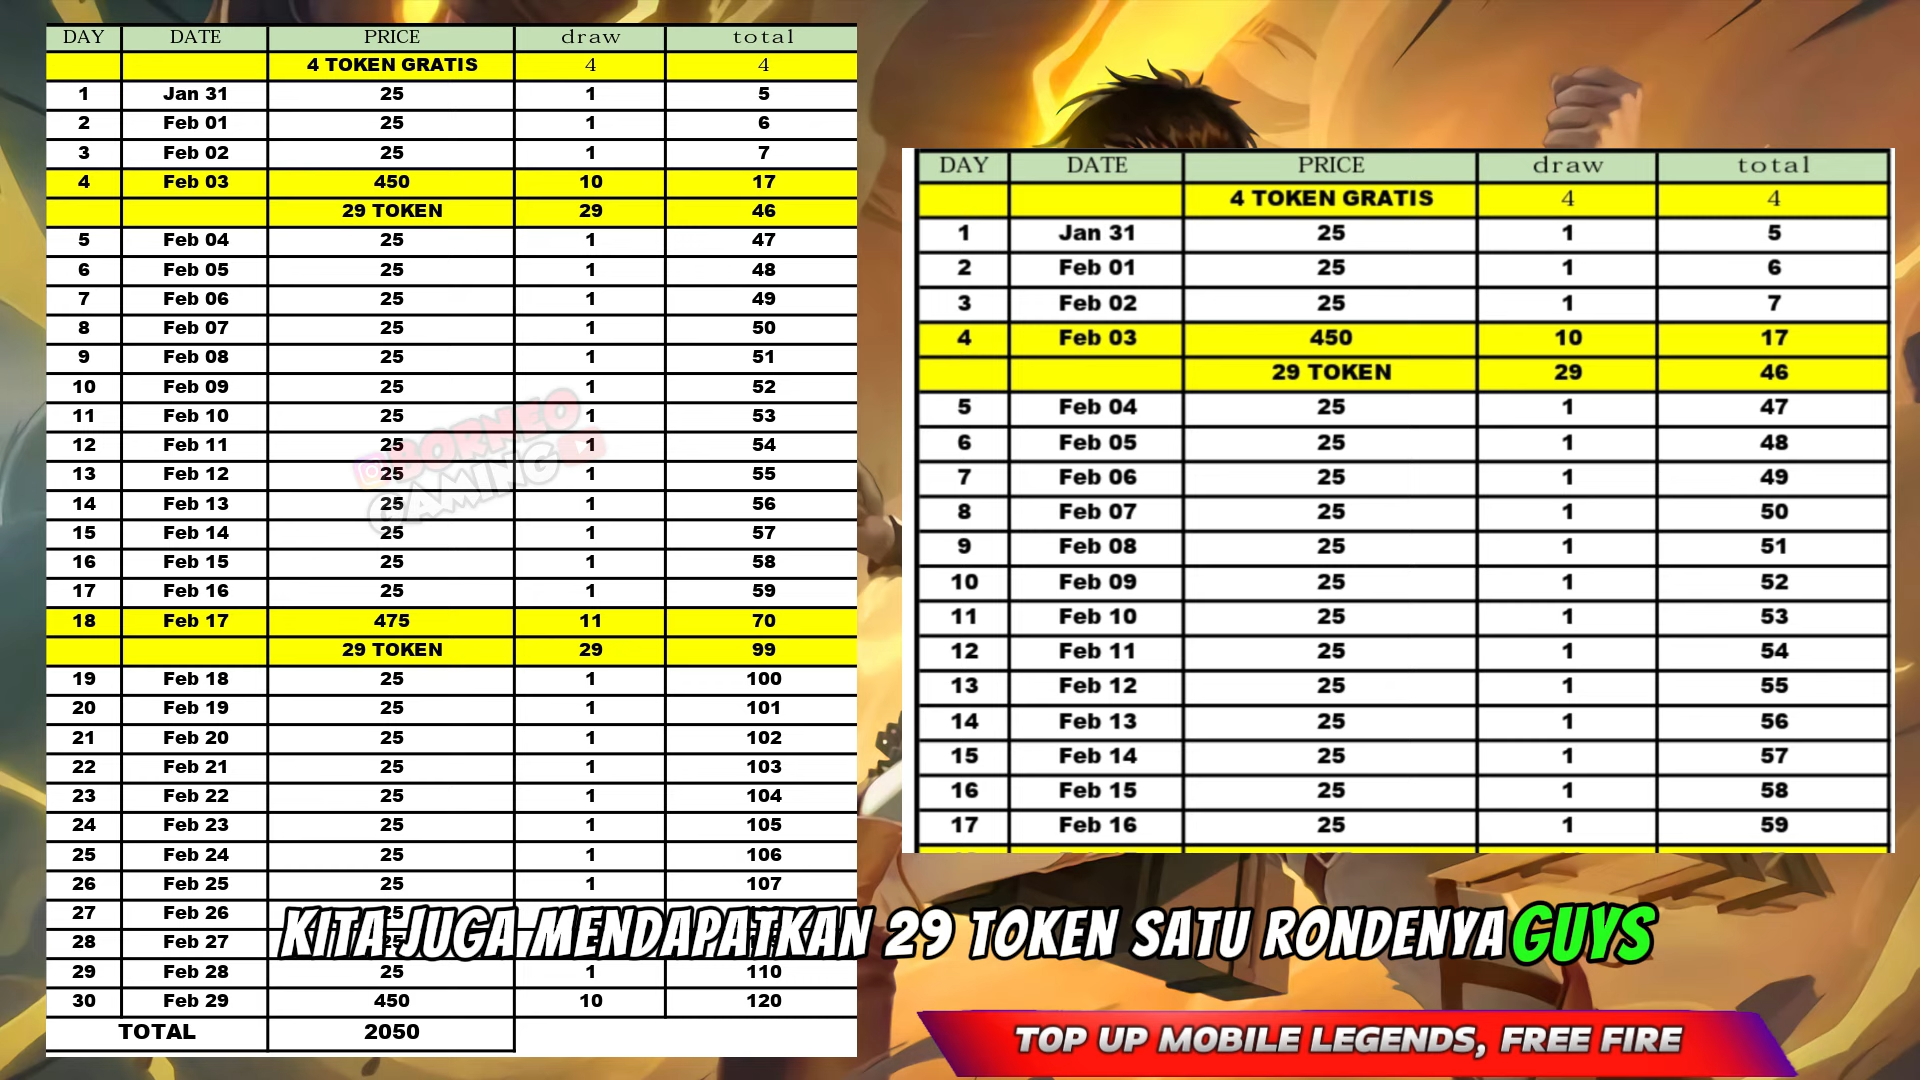 DAY DATE PRICE draw total
4 TOKEN GRATIS 4 4
1 Jan 31 25 1 5
2 Feb 01 25 1 6
3 Feb 02 25 1 7
4 Feb 03 450 10 17
29 TOKEN 29 46
5 Feb 04 25 1 47
6 Feb 05 25 1 48
7 Feb 06 25 1 49
8 Feb 07 25 1 50
9 Feb 08 25 1 51
10 Feb 09 25 1 52
11 Feb 10 25 1 53
12 Feb 11 25 1 54
13 Feb 12 25 1 55
14 Feb 13 25 1 56
15 Feb 14 25 1 57
16 Feb 15 25 1 58
17 Feb 16 25 1 59
18 Feb 17 475 11 70
29 TOKEN 29 99
19 Feb 18 25 1 100
20 Feb 19 25 1 101
21 Feb 20 25 1 102
22 Feb 21 25 1 103
23 Feb 22 25 1 104
24 Feb 23 25 1 105
25 Feb 24 25 1 106
26 Feb 25 25 1 107
27 Feb 26
28 Feb 27
29 Feb 28 25 1 110
30 Feb 29 450 10 120
TOTAL 2050
BORNEO
GAMING
DAY DATE PRICE draw total
4 TOKEN GRATIS 4 4
1 Jan 31 25 1 5
2 Feb 01 25 1 6
3 Feb 02 25 1 7
4 Feb 03 450 10 17
29 TOKEN 29 46
5 Feb 04 25 1 47
6 Feb 05 25 1 48
7 Feb 06 25 1 49
8 Feb 07 25 1 50
9 Feb 08 25 1 51
10 Feb 09 25 1 52
11 Feb 10 25 1 53
12 Feb 11 25 1 54
13 Feb 12 25 1 55
14 Feb 13 25 1 56
15 Feb 14 25 1 57
16 Feb 15 25 1 58
17 Feb 16 25 1 59
KITA JUGA MENDAPATKAN 29 TOKEN SATU RONDENYA GUYS
TOP UP MOBILE LEGENDS, FREE FIRE